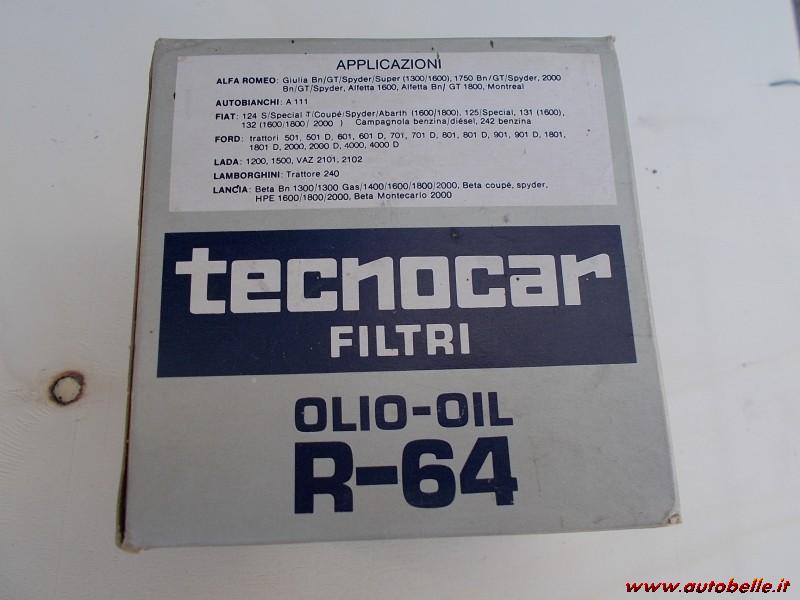 APPLICAZIONI
ALFA ROMEO: Giulia Bn/GT/Spyder/Super (1300/1600), 1750 Bn/GT/Spyder, 2000
Bn/GT/Spyder, Alfetta 1600, Alfetta Bn/ GT 1800, Montreal
AUTOBIANCHI: A 111
FIAT: 124 S/Special T/Coupé/Spyder/Abarth (1600/1800), 125/Special, 131 (1600),
132 (1600/1800/ 2000 ) Campagnola benzina/diésel, 242 benzina
FORD: trattori 501, 501 D, 601, 601 D, 701, 701 D, 801, 801 D, 901, 901 D, 1801,
1801 D, 2000, 2000 D, 4000, 4000 D
LADA: 1200, 1500, VAZ 2101, 2102
LAMBORGHINI: Trattore 240
LANCIA: Beta Bn 1300/1300 Gas/1400/1600/1800/2000, Beta coupé, spyder,
HPE 1600/1800/2000, Beta Montecarlo 2000
tecnocar
FILTRI
OLIO-OIL
R-64
www.autobelle.it